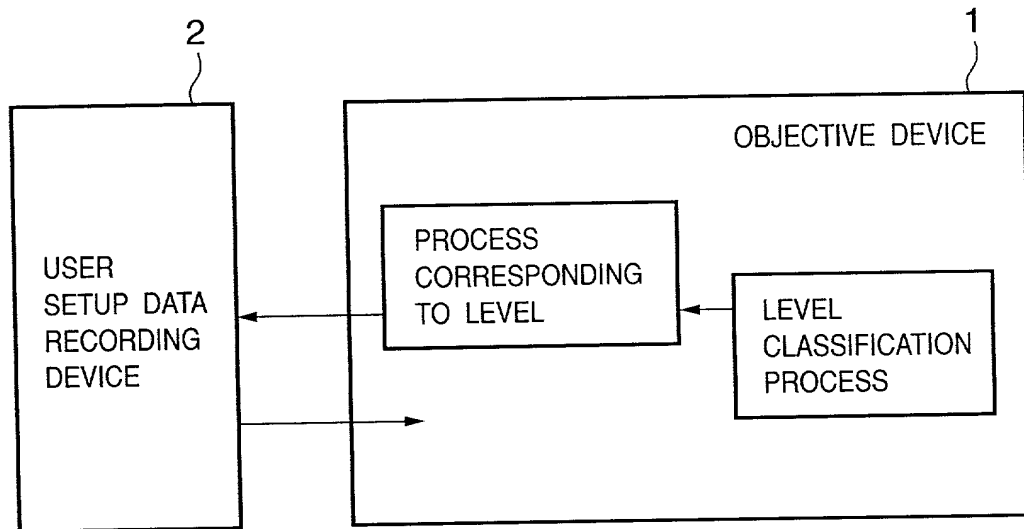 2
1
OBJECTIVE DEVICE
USER
SETUP DATA
RECORDING
DEVICE
PROCESS
CORRESPONDING
TO LEVEL
LEVEL
CLASSIFICATION
PROCESS